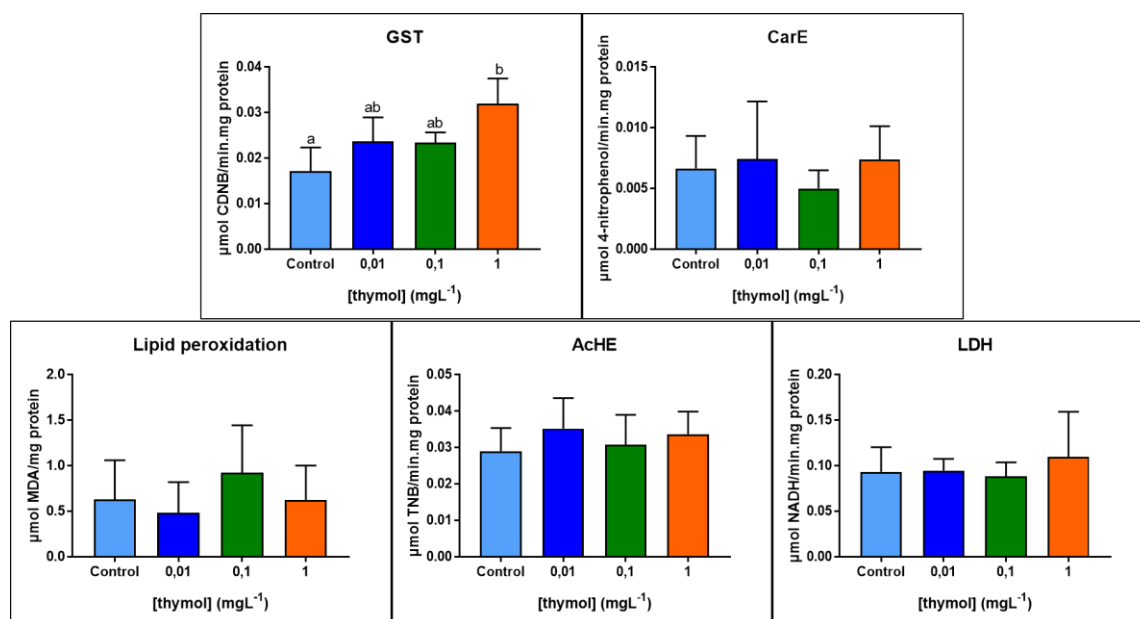 GST
µmol CDNB/min.mg protein
0.04
0.03
0.02
0.01
0.00
a
ab
ab
b
Control 0,01 0,1 1
[thymol] (mgL⁻¹)
CarE
µmol 4-nitrophenol/min.mg protein
0.015
0.010
0.005
0.000
Control 0,01 0,1 1
[thymol] (mgL⁻¹)
Lipid peroxidation
µmol MDA/mg protein
2.0
1.5
1.0
0.5
0.0
Control 0,01 0,1 1
[thymol] (mgL⁻¹)
AcHE
µmol TNB/min.mg protein
0.05
0.04
0.03
0.02
0.01
0.00
Control 0,01 0,1 1
[thymol] (mgL⁻¹)
LDH
µmol NADH/min.mg protein
0.20
0.15
0.10
0.05
0.00
Control 0,01 0,1 1
[thymol] (mgL⁻¹)